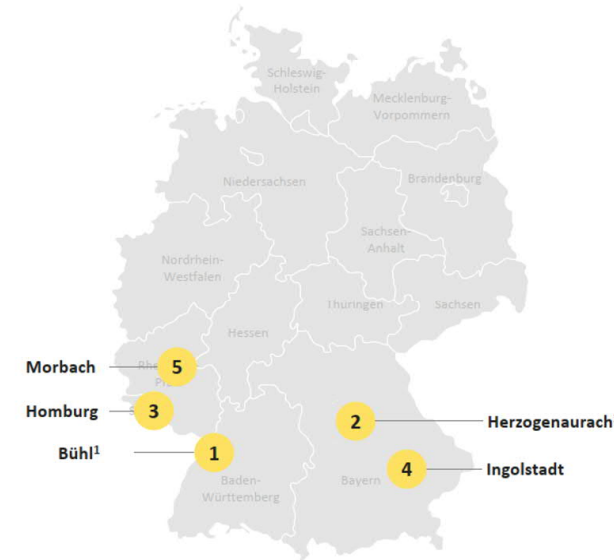 Schleswig-
Holstein
Mecklenburg-
Vorpommern
Niedersachsen
Brandenburg
Sachsen-
Anhalt
Nordrhein-
Westfalen
Thüringen
Sachsen
Hessen
Morbach
5
Homburg
3
2
Herzogenaurach
Bühl¹
1
4
Ingolstadt
Baden-
Württemberg
Bayern